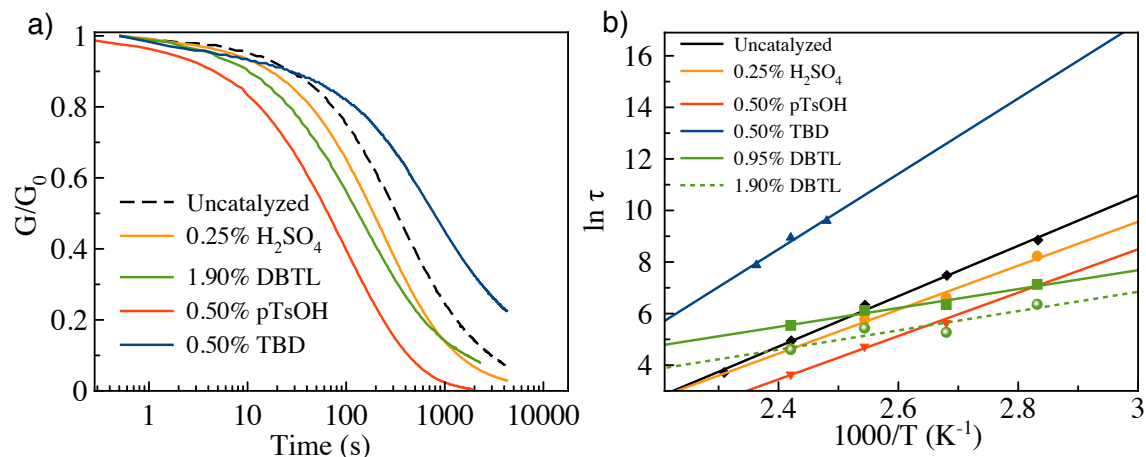 a)
G/G₀
1
0.8
0.6
0.4
0.2
0
Uncatalyzed
0.25% H₂SO₄
1.90% DBTL
0.50% pTsOH
0.50% TBD
1
10
100
1000
10000
Time (s)
b)
ln τ
16
14
12
10
8
6
4
Uncatalyzed
0.25% H₂SO₄
0.50% pTsOH
0.50% TBD
0.95% DBTL
1.90% DBTL
2.4
2.6
2.8
3
1000/T (K⁻¹)